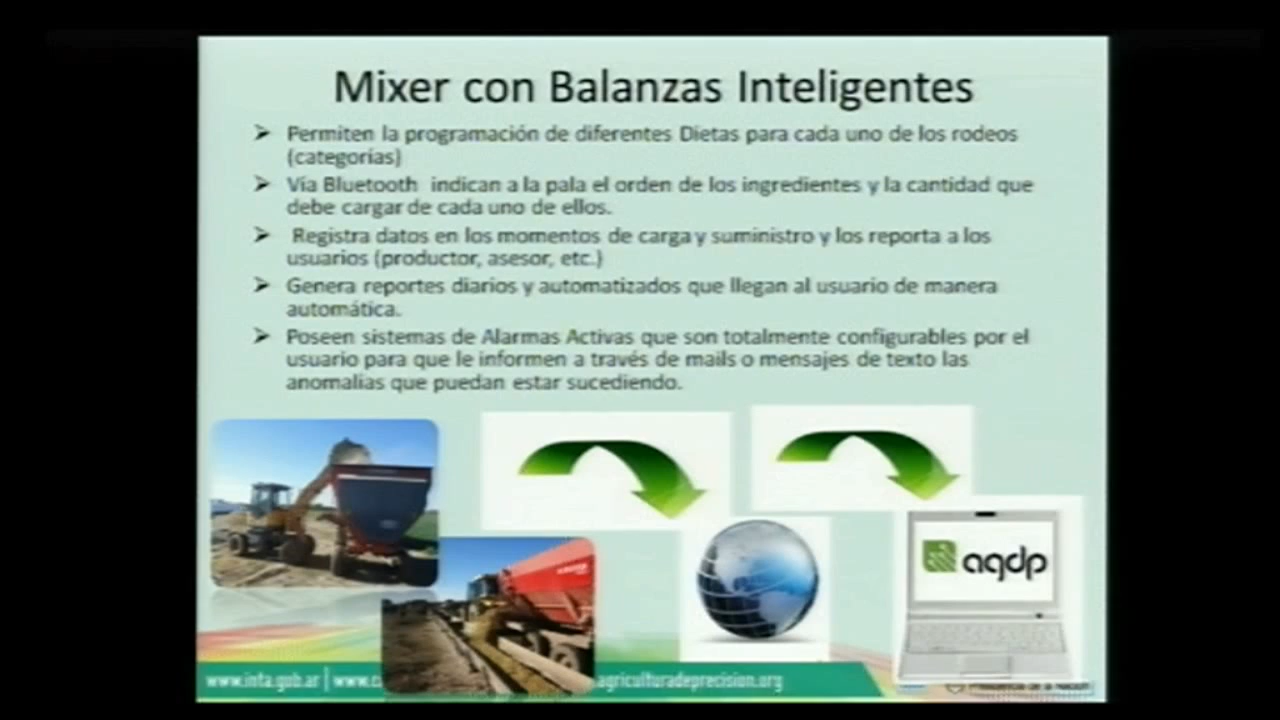 Mixer con Balanzas Inteligentes
Permiten la programación de diferentes Dietas para cada uno de los rodeos
(categorías)
Vía Bluetooth indican a la pala el orden de los ingredientes y la cantidad que
debe cargar de cada uno de ellos.
Registra datos en los momentos de carga y suministro y los reporta a los
usuarios (productor, asesor, etc.)
Genera reportes diarios y automatizados que llegan al usuario de manera
automática.
Poseen sistemas de Alarmas Activas que son totalmente configurables por el
usuario para que le informen a través de mails o mensajes de texto las
anomalías que puedan estar sucediendo.
agdp
www.inta.gob.ar | www.c
agriculturadeprecision.org
Presidencia de la Nación